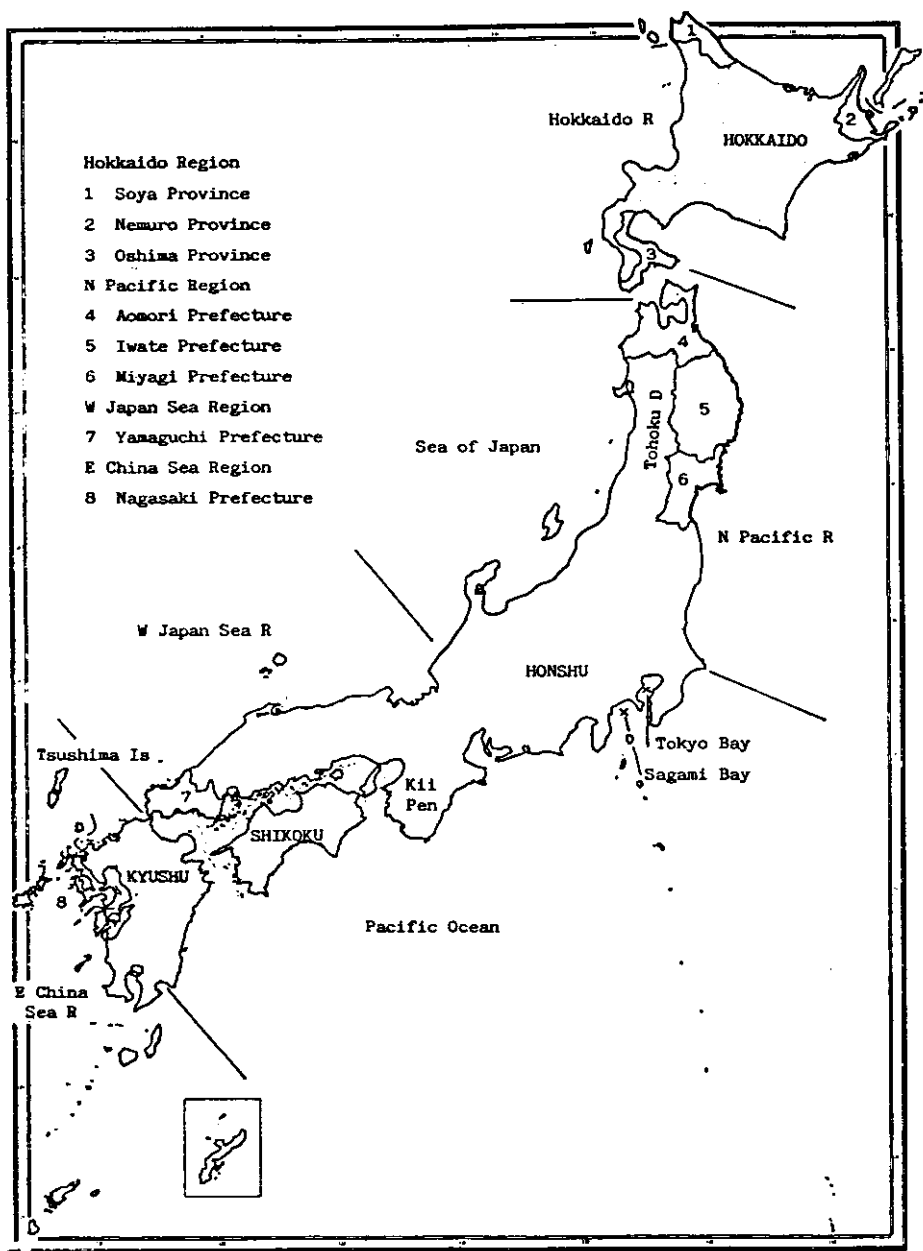 Hokkaido Region
1 Soya Province
2 Nemuro Province
3 Oshima Province
N Pacific Region
4 Aomori Prefecture
5 Iwate Prefecture
6 Miyagi Prefecture
W Japan Sea Region
7 Yamaguchi Prefecture
E China Sea Region
8 Nagasaki Prefecture
1
Hokkaido R
2
HOKKAIDO
3
4
5
Tohoku D
Sea of Japan
6
N Pacific R
W Japan Sea R
HONSHU
Tsushima Is
Tokyo Bay
Sagami Bay
7
Kii
Pen
SHIKOKU
KYUSHU
8
Pacific Ocean
E China
Sea R